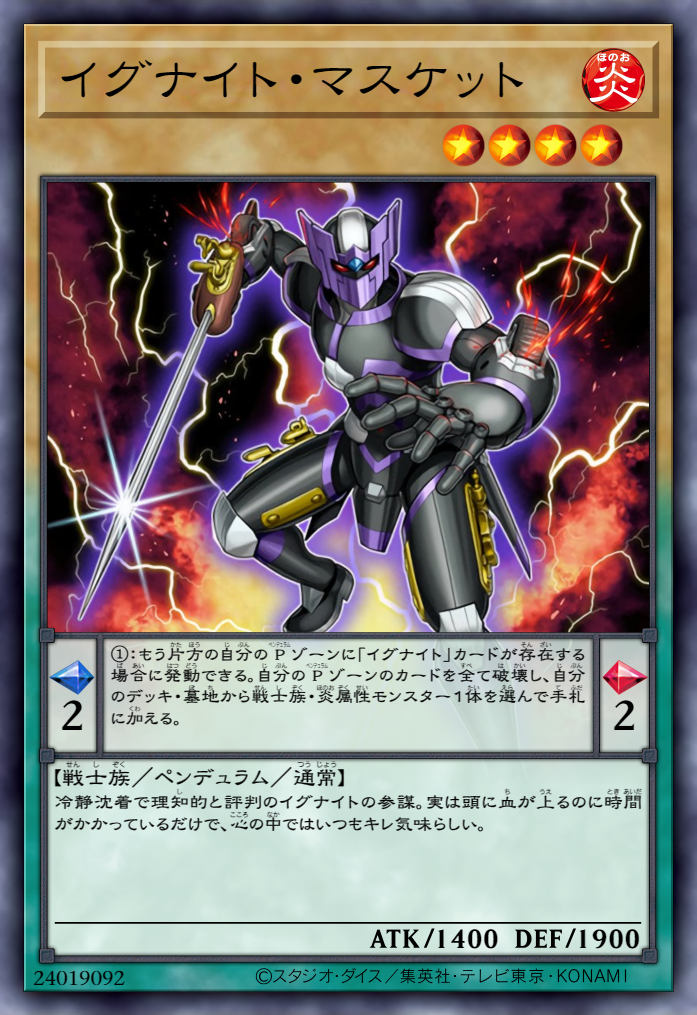 イグナイト・マスケット
ほのお
炎
2
①:もう片方の自分のPゾーンに「イグナイト」カードが存在する
場合に発動できる。自分のPゾーンのカードを全て破壊し、自分
のデッキ・墓地から戦士族・炎属性モンスター1体を選んで手札
に加える。
2
【戦士族/ペンデュラム/通常】
冷静沈着で理知的と評判のイグナイトの参謀。実は頭に血が上るのに時間
がかかっているだけで、心の中ではいつもキレ気味らしい。
ATK/1400 DEF/1900
24019092
©スタジオ・ダイス/集英社・テレビ東京・KONAMI